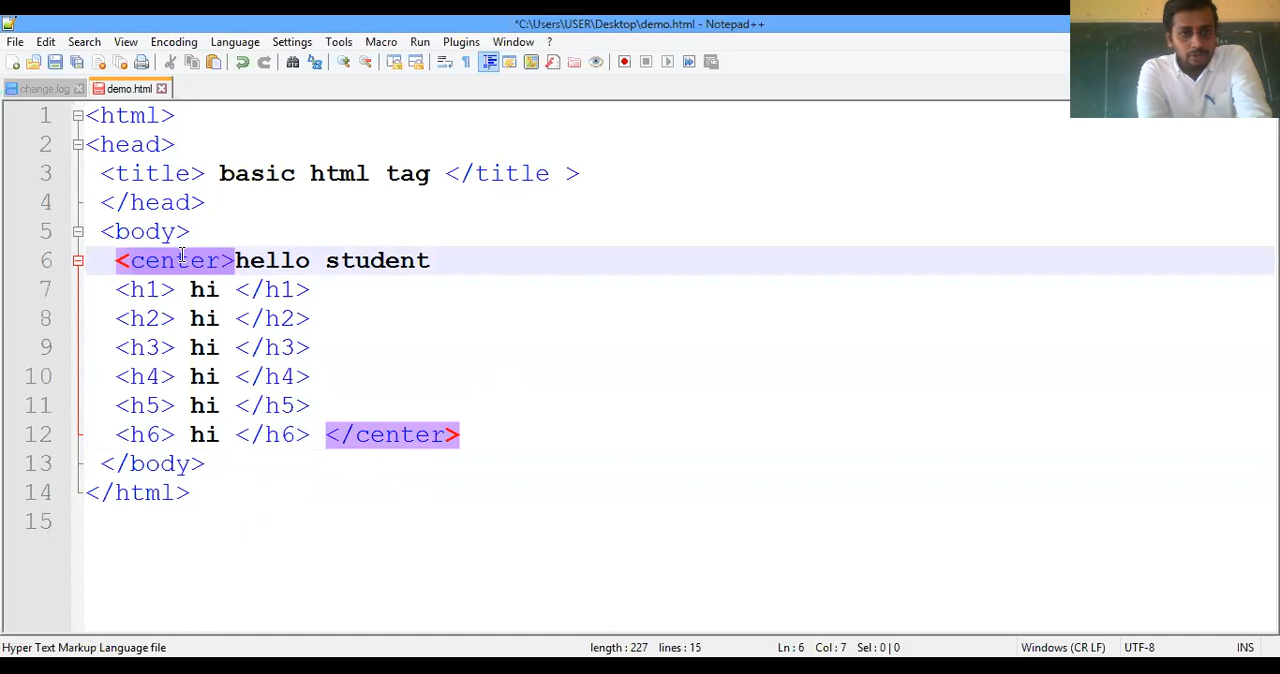 *C:\Users\USER\Desktop\demo.html - Notepad++
File Edit Search View Encoding Language Settings Tools Macro Run Plugins Window ?
change.log demo.html
1 <html>
2 <head>
3 <title> basic html tag </title >
4 </head>
5 <body>
6 <center>hello student
7 <h1> hi </h1>
8 <h2> hi </h2>
9 <h3> hi </h3>
10 <h4> hi </h4>
11 <h5> hi </h5>
12 <h6> hi </h6> </center>
13 </body>
14 </html>
15
Hyper Text Markup Language file length : 227 lines : 15 Ln : 6 Col : 7 Sel : 0 | 0 Windows (CR LF) UTF-8 INS